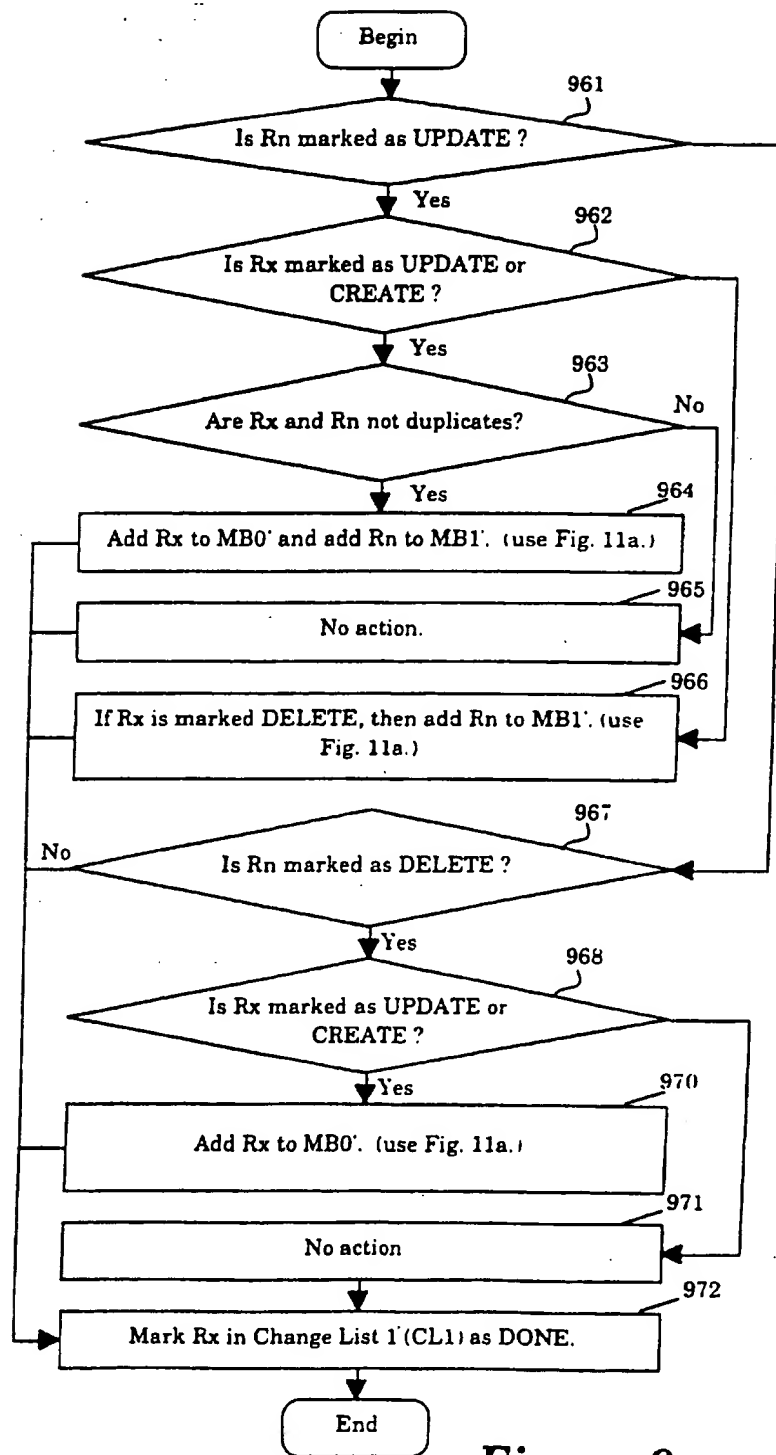 Begin
961
Is Rn marked as UPDATE ?
Yes
962
Is Rx marked as UPDATE or
CREATE ?
Yes
963
Are Rx and Rn not duplicates?
No
Yes
964
Add Rx to MB0' and add Rn to MB1'. (use Fig. 11a.)
965
No action.
966
If Rx is marked DELETE, then add Rn to MB1'. (use
Fig. 11a.)
967
No
Is Rn marked as DELETE ?
Yes
968
Is Rx marked as UPDATE or
CREATE ?
Yes
970
Add Rx to MB0'. (use Fig. 11a.)
971
No action
972
Mark Rx in Change List 1'(CL1) as DONE.
End